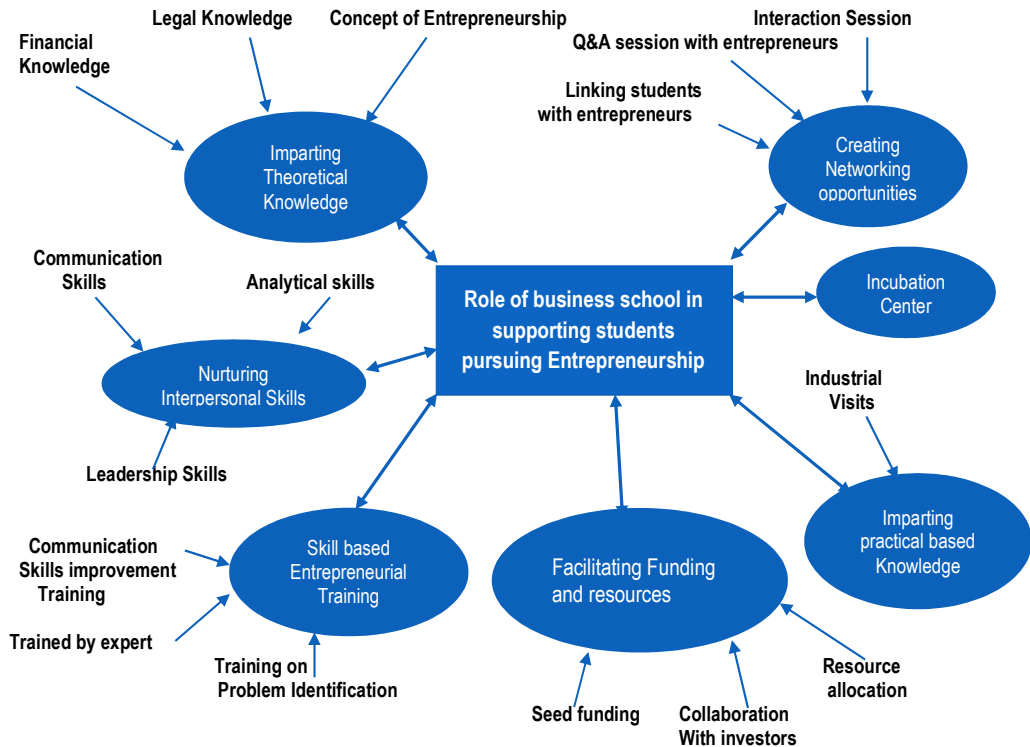 Legal Knowledge
Concept of Entrepreneurship
Interaction Session
Financial
Knowledge
Q&A session with entrepreneurs
Linking students
with entrepreneurs
Imparting
Theoretical
Knowledge
Creating
Networking
opportunities
Communication
Skills
Analytical skills
Role of business school in
supporting students
pursuing Entrepreneurship
Incubation
Center
Nurturing
Interpersonal Skills
Industrial
Visits
Leadership Skills
Communication
Skills improvement
Training
Skill based
Entrepreneurial
Training
Facilitating Funding
and resources
Imparting
practical based
Knowledge
Trained by expert
Training on
Problem Identification
Seed funding
Collaboration
With investors
Resource
allocation